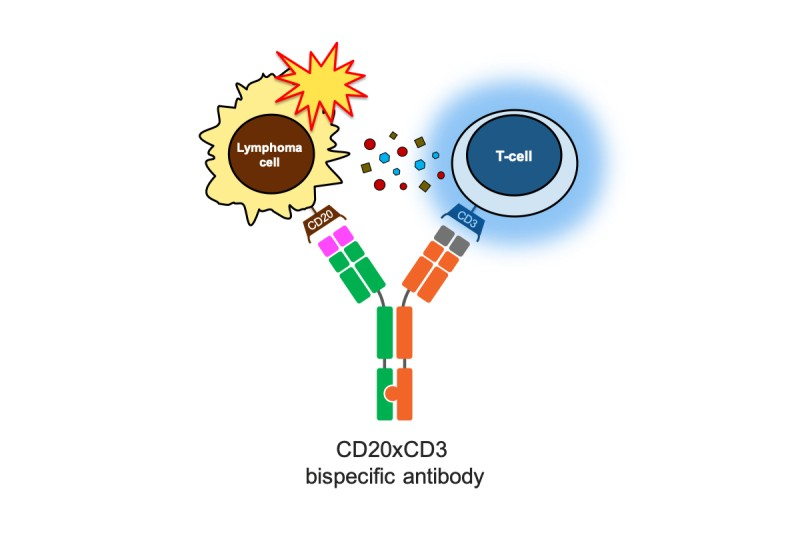 Lymphoma
cell
T-cell
CD20
CD3
CD20xCD3
bispecific antibody